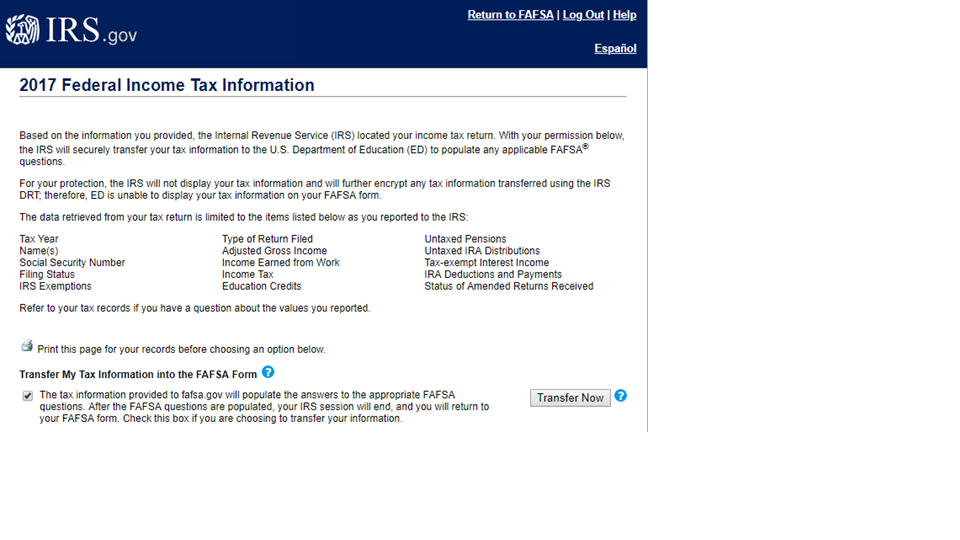 IRS.gov
Return to FAFSA | Log Out | Help
Español
2017 Federal Income Tax Information
Based on the information you provided, the Internal Revenue Service (IRS) located your income tax return. With your permission below,
the IRS will securely transfer your tax information to the U.S. Department of Education (ED) to populate any applicable FAFSA®
questions.
For your protection, the IRS will not display your tax information and will further encrypt any tax information transferred using the IRS
DRT; therefore, ED is unable to display your tax information on your FAFSA form.
The data retrieved from your tax return is limited to the items listed below as you reported to the IRS:
Tax Year
Name(s)
Social Security Number
Filing Status
IRS Exemptions
Type of Return Filed
Adjusted Gross Income
Income Earned from Work
Income Tax
Education Credits
Untaxed Pensions
Untaxed IRA Distributions
Tax-exempt Interest Income
IRA Deductions and Payments
Status of Amended Returns Received
Refer to your tax records if you have a question about the values you reported.
Print this page for your records before choosing an option below.
Transfer My Tax Information into the FAFSA Form ?
The tax information provided to fafsa.gov will populate the answers to the appropriate FAFSA
questions. After the FAFSA questions are populated, your IRS session will end, and you will return to
your FAFSA form. Check this box if you are choosing to transfer your information.
Transfer Now ?